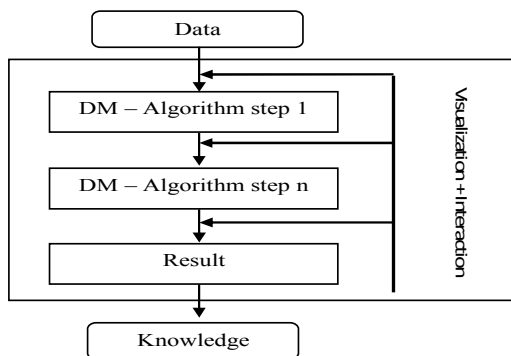 Data
DM – Algorithm step 1
DM – Algorithm step n
Result
Knowledge
Visualization + Interaction